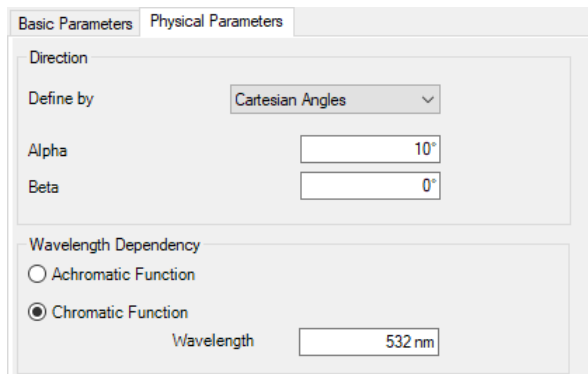 Basic Parameters Physical Parameters
Direction
Define by Cartesian Angles
Alpha 10°
Beta 0°
Wavelength Dependency
Achromatic Function
Chromatic Function
Wavelength 532 nm